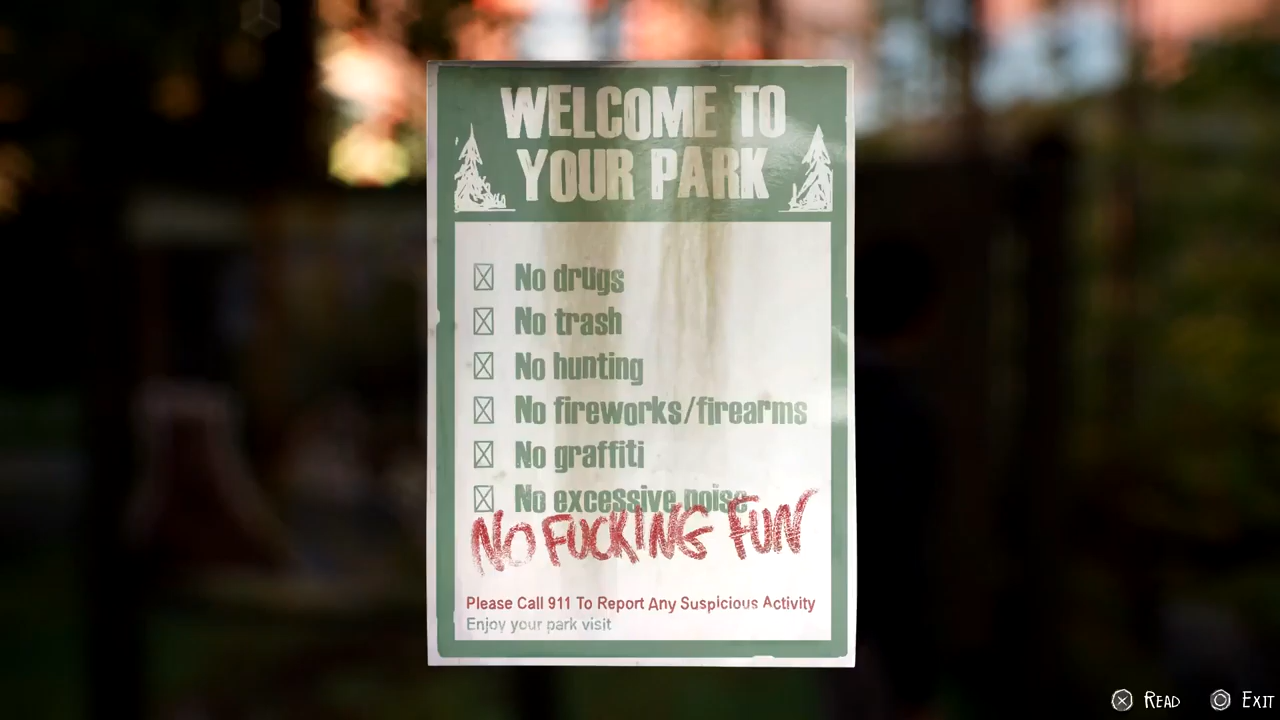 WELCOME TO
YOUR PARK
No drugs
No trash
No hunting
No fireworks/firearms
No graffiti
No excessive noise
NO FUCKING FUN
Please Call 911 To Report Any Suspicious Activity
Enjoy your park visit
READ EXIT